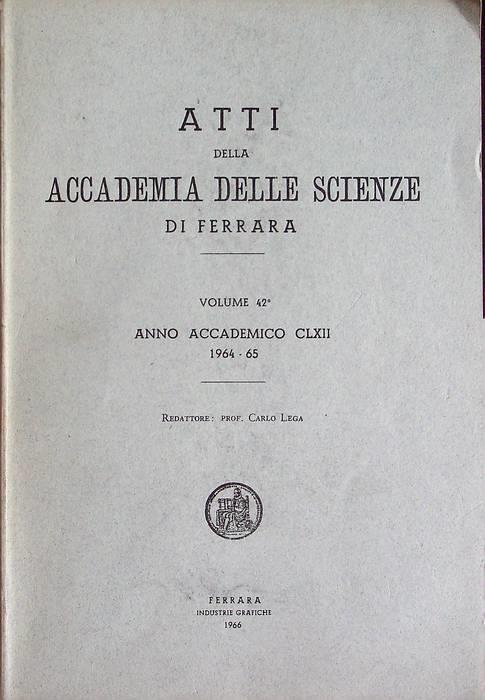 ATTI
DELLA
ACCADEMIA DELLE SCIENZE
DI FERRARA
VOLUME 42°
ANNO ACCADEMICO CLXII
1964 - 65
REDATTORE: PROF. CARLO LEGA
FERRARA
INDUSTRIE GRAFICHE
1966